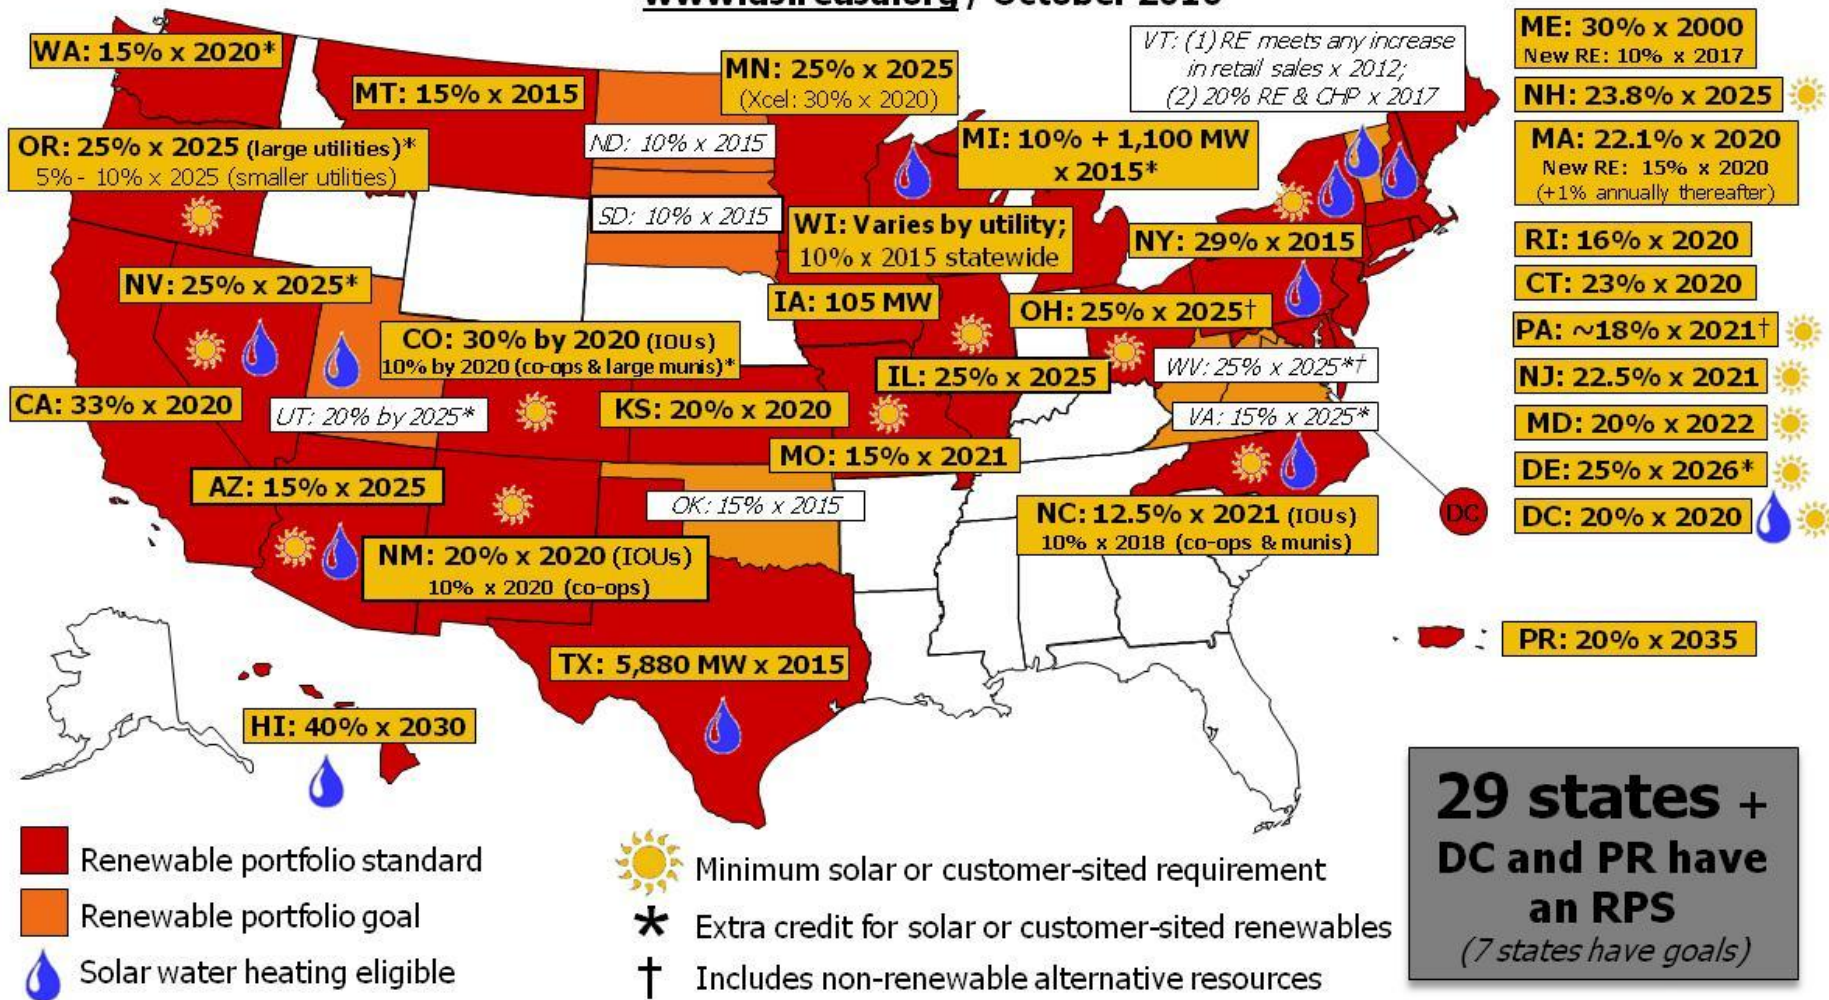 www.dsireusa.org / October 2010
WA: 15% x 2020*
MT: 15% x 2015
MN: 25% x 2025
(Xcel: 30% x 2020)
VT: (1) RE meets any increase
in retail sales x 2012;
(2) 20% RE & CHP x 2017
ME: 30% x 2000
New RE: 10% x 2017
NH: 23.8% x 2025
OR: 25% x 2025 (large utilities)*
5% - 10% x 2025 (smaller utilities)
ND: 10% x 2015
MI: 10% + 1,100 MW
x 2015*
MA: 22.1% x 2020
New RE: 15% x 2020
(+1% annually thereafter)
SD: 10% x 2015
WI: Varies by utility;
10% x 2015 statewide
NY: 29% x 2015
RI: 16% x 2020
CT: 23% x 2020
NV: 25% x 2025*
IA: 105 MW
OH: 25% x 2025†
PA: ~18% x 2021†
CO: 30% by 2020 (IOUs)
10% by 2020 (co-ops & large munis)*
WV: 25% x 2025*†
IL: 25% x 2025
NJ: 22.5% x 2021
CA: 33% x 2020
UT: 20% by 2025*
KS: 20% x 2020
VA: 15% x 2025*
MD: 20% x 2022
MO: 15% x 2021
DE: 25% x 2026*
AZ: 15% x 2025
OK: 15% x 2015
NC: 12.5% x 2021 (IOUs)
10% x 2018 (co-ops & munis)
DC
DC: 20% x 2020
NM: 20% x 2020 (IOUs)
10% x 2020 (co-ops)
PR: 20% x 2035
TX: 5,880 MW x 2015
HI: 40% x 2030
Renewable portfolio standard
Renewable portfolio goal
Solar water heating eligible
Minimum solar or customer-sited requirement
* Extra credit for solar or customer-sited renewables
† Includes non-renewable alternative resources
29 states +
DC and PR have
an RPS
(7 states have goals)